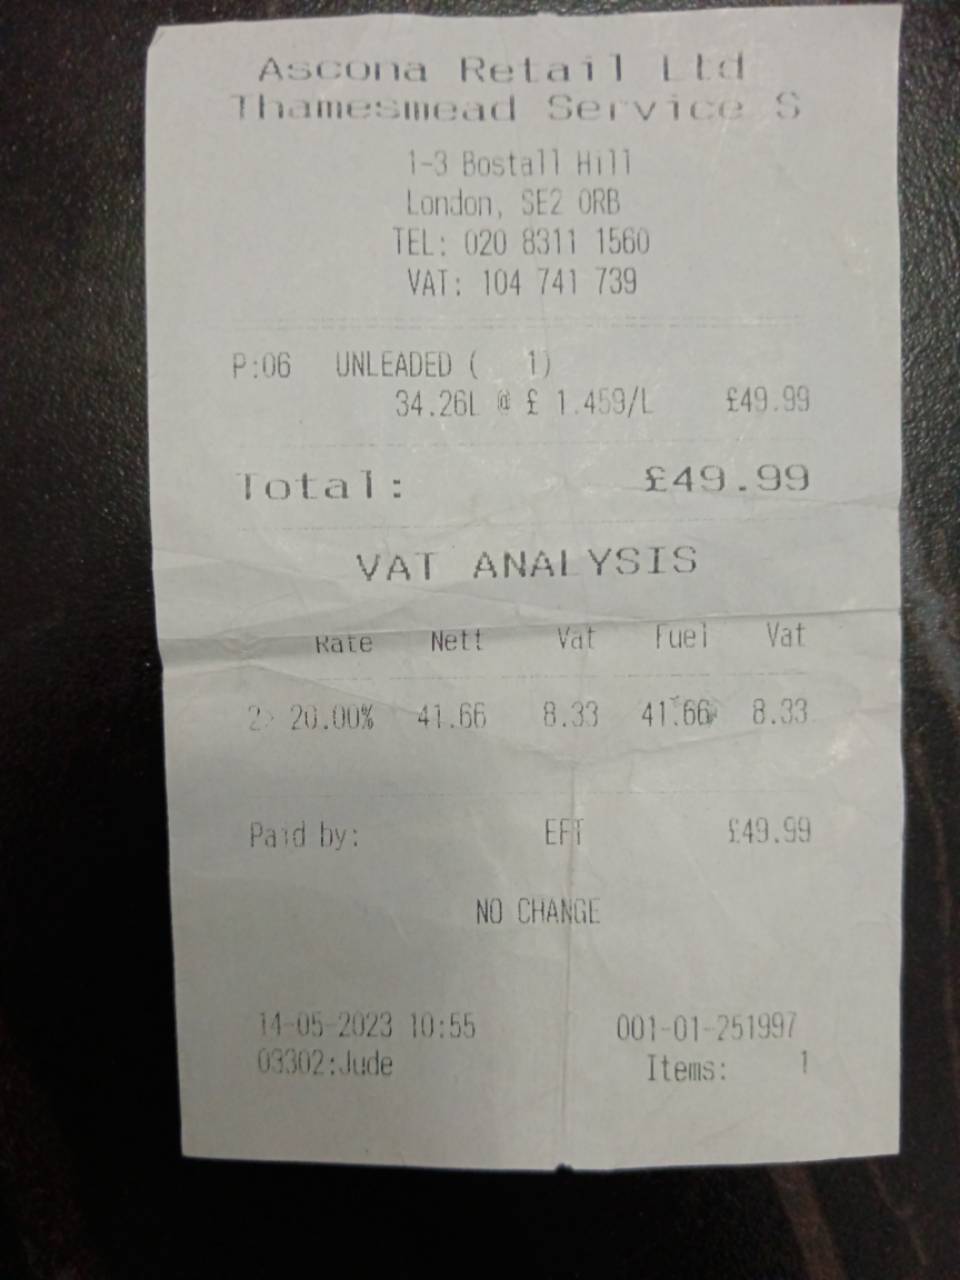 Ascona Retail Ltd
Thamesmead Service S
1-3 Bostall Hill
London, SE2 0RB
TEL: 020 8311 1560
VAT: 104 741 739
P:06 UNLEADED ( 1)
34.26L @ £ 1.459/L £49.99
Total: £49.99
VAT ANALYSIS
Rate Nett Vat Fuel Vat
2> 20.00% 41.66 8.33 41.66 8.33
Paid by: EFT £49.99
NO CHANGE
14-05-2023 10:55 001-01-251997
03302:Jude Items: 1